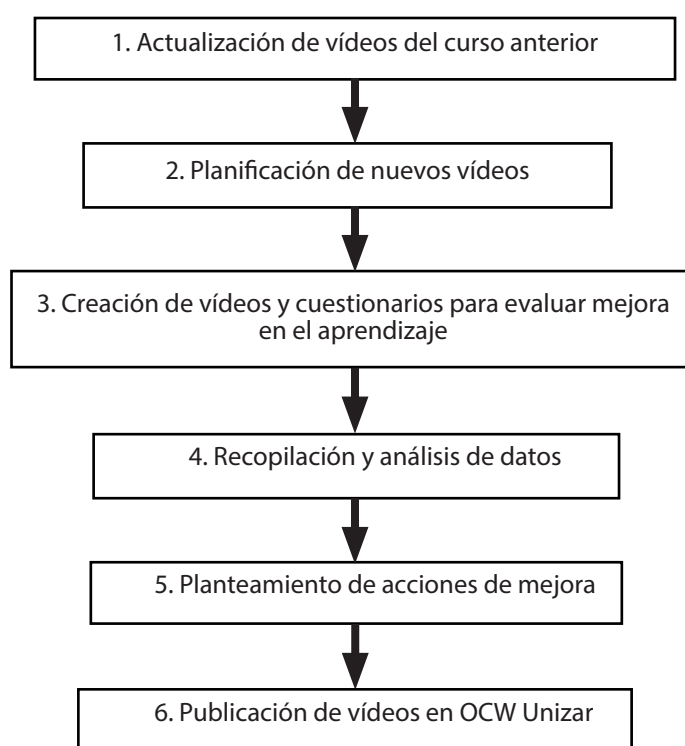 1. Actualización de vídeos del curso anterior
2. Planificación de nuevos vídeos
3. Creación de vídeos y cuestionarios para evaluar mejora
en el aprendizaje
4. Recopilación y análisis de datos
5. Planteamiento de acciones de mejora
6. Publicación de vídeos en OCW Unizar